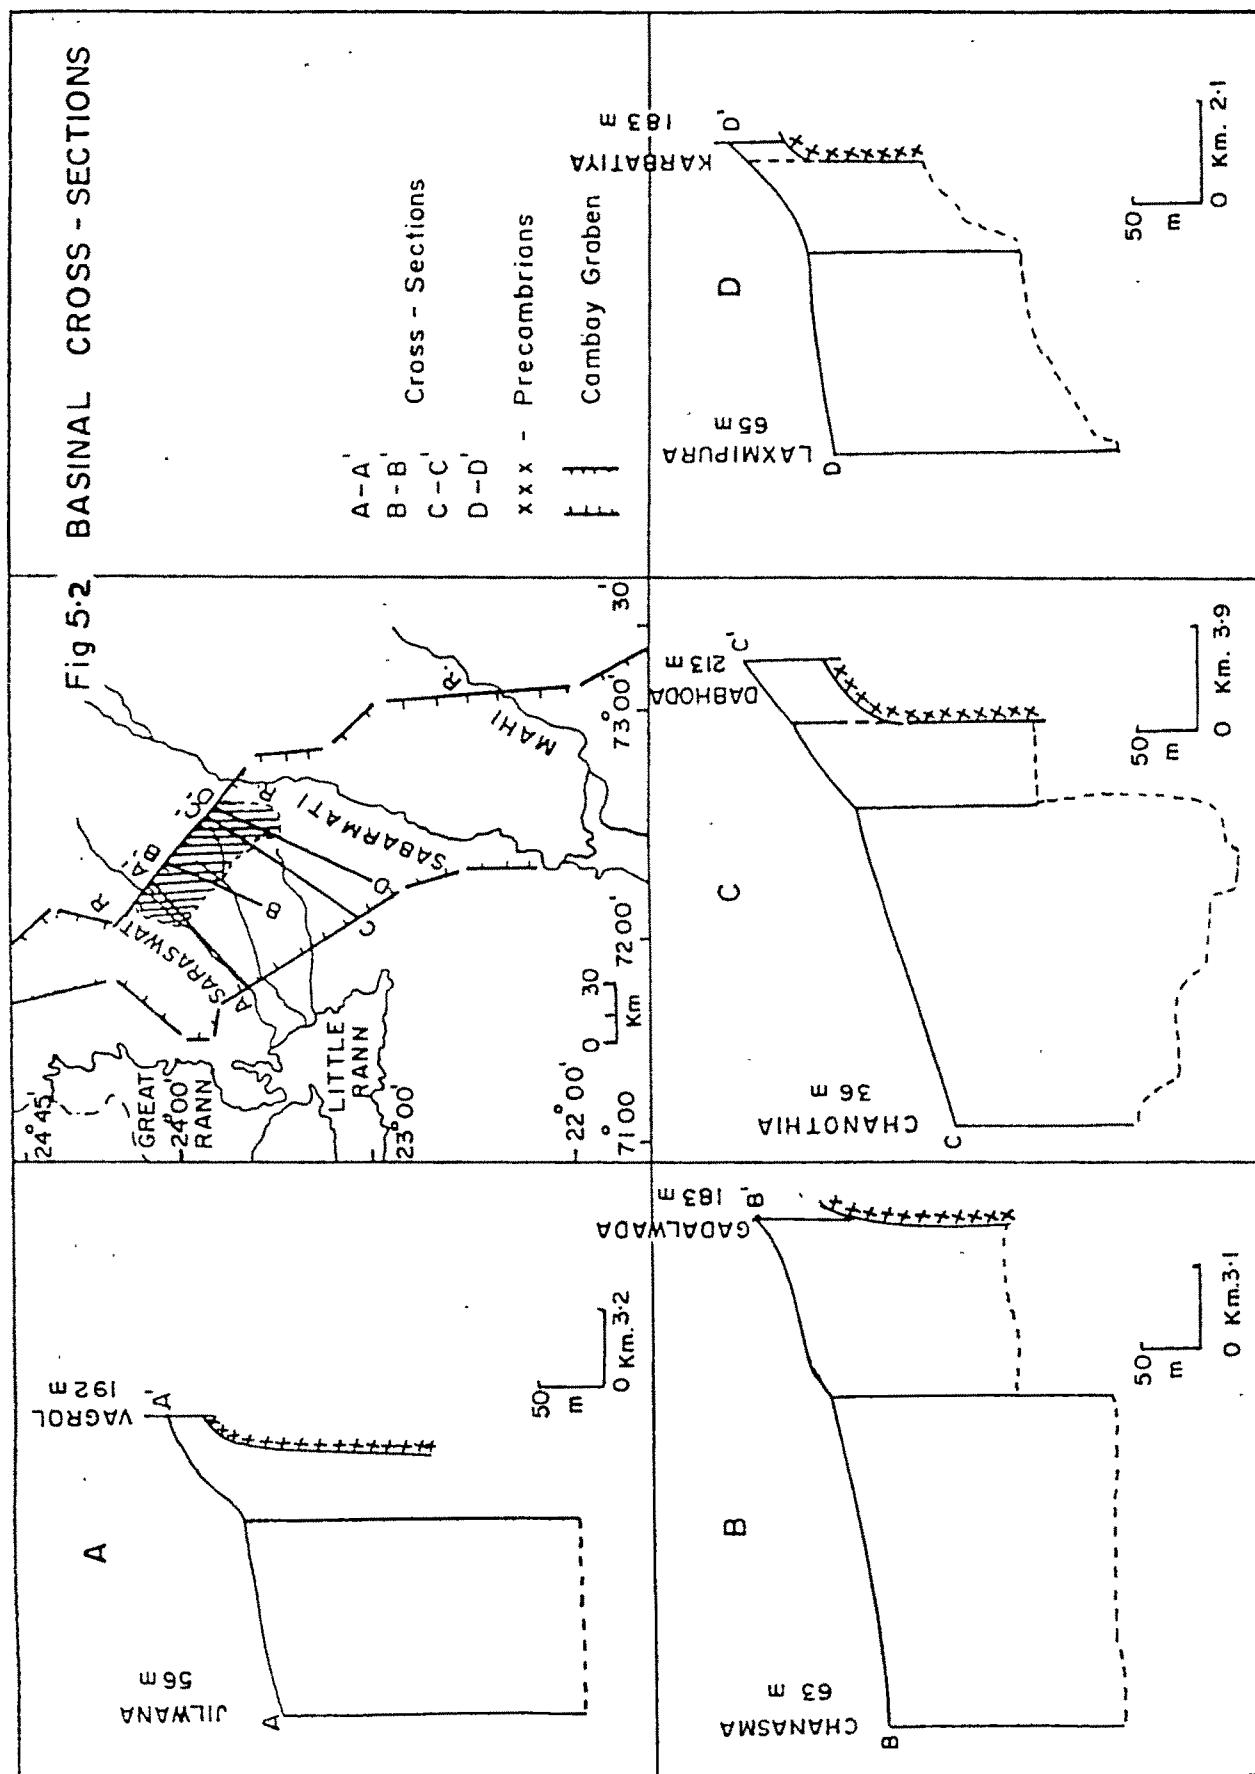 Fig 5·2 BASINAL CROSS-SECTIONS
A-A'
B-B'
C-C' Cross-Sections
D-D'
xxx - Precambrians
Cambay Graben
24°45'
24°00'
23°00'
22°00'
71°00
72°00'
73°00'
30'
GREAT
RANN
LITTLE
RANN
SARASWATI R
SABARMATI R.
MAHI R.
A
A'
B
B'
C
C'
D
D'
0 30
Km
A
JILWANA
56 m
A
VAGROL
192 m
A'
50
m
0 Km. 3·2
B
CHANASMA
63 m
B
GADALWADA
183 m
B'
50
m
0 Km. 3·1
C
CHANOTHIA
36 m
C
DABHODA
213 m
C'
50
m
0 Km. 3·9
D
LAXMIPURA
65 m
D
KARBATIYA
183 m
D'
50
m
0 Km. 2·1